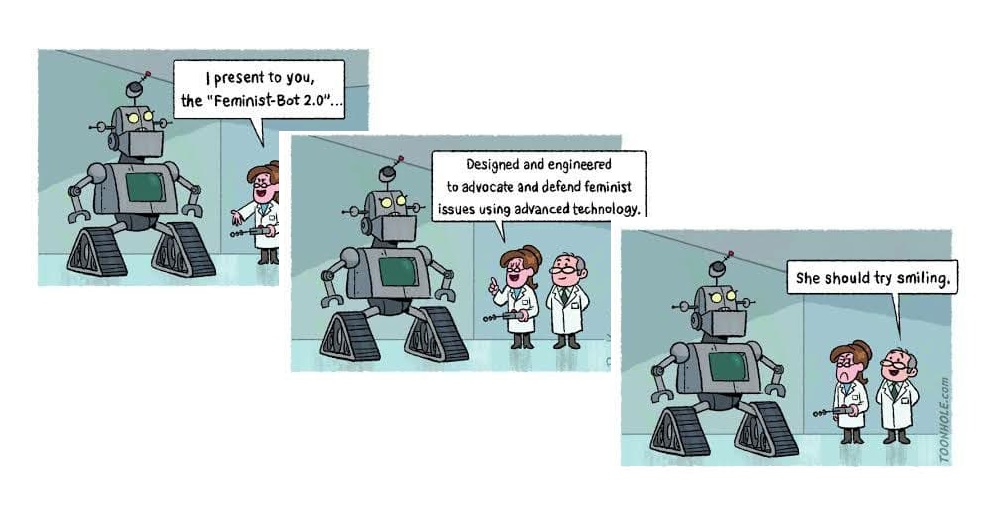 I present to you,
the "Feminist-Bot 2.0"...
Designed and engineered
to advocate and defend feminist
issues using advanced technology.
She should try smiling.
TOONHOLE.com